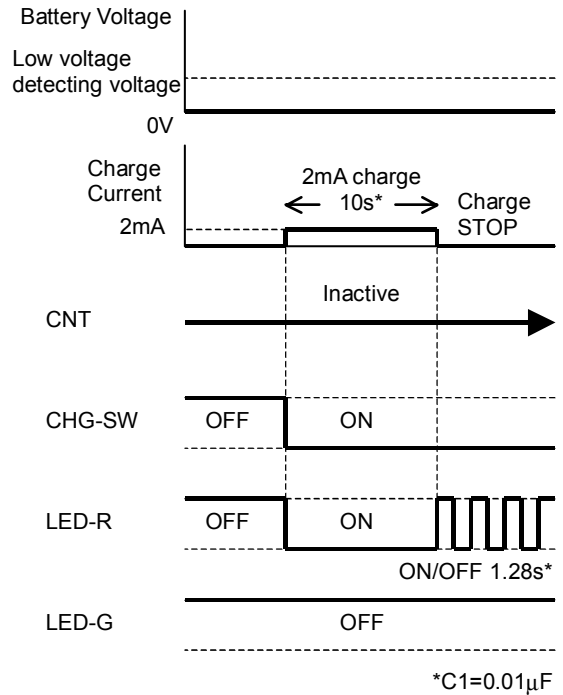 Battery Voltage
Low voltage
detecting voltage
0V
Charge
Current
2mA
2mA charge
10s*
Charge
STOP
Inactive
CNT
CHG-SW
OFF
ON
LED-R
OFF
ON
ON/OFF 1.28s*
LED-G
OFF
*C1=0.01μF